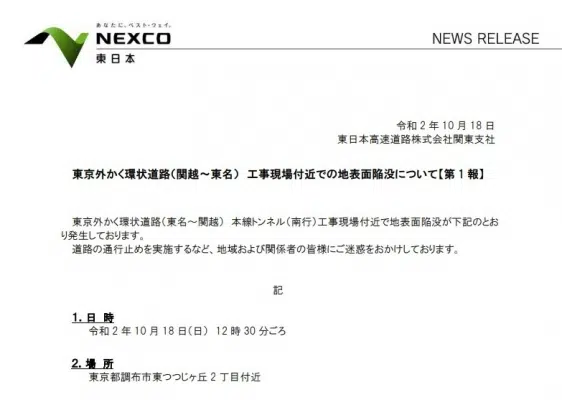 あなたに、ベスト・ウェイ。
NEXCO
東日本
NEWS RELEASE
令和2年10月18日
東日本高速道路株式会社関東支社
東京外かく環状道路(関越～東名) 工事現場付近での地表面陥没について【第1報】
東京外かく環状道路(東名～関越) 本線トンネル(南行)工事現場付近で地表面陥没が下記のとお
り発生しております。
道路の通行止めを実施するなど、地域および関係者の皆様にご迷惑をおかけしております。
記
1.日 時
令和2年10月18日(日) 12時30分ごろ
2.場 所
東京都調布市東つつじヶ丘2丁目付近